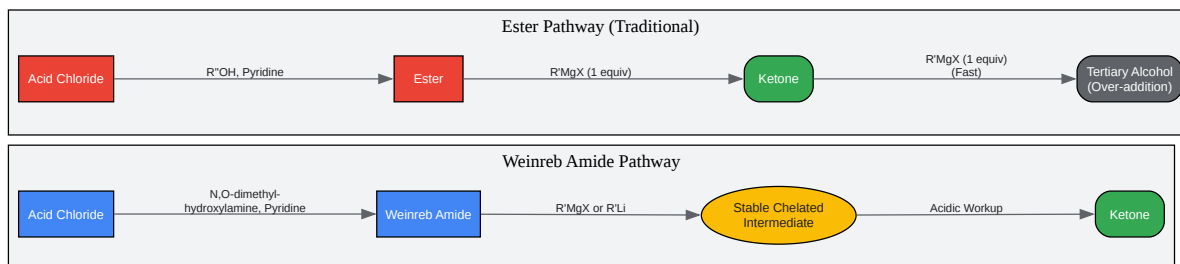 Ester Pathway (Traditional)
Acid Chloride
R"OH, Pyridine
Ester
R'MgX (1 equiv)
Ketone
R'MgX (1 equiv)
(Fast)
Tertiary Alcohol
(Over-addition)
Weinreb Amide Pathway
Acid Chloride
N,O-dimethyl-
hydroxylamine, Pyridine
Weinreb Amide
R'MgX or R'Li
Stable Chelated
Intermediate
Acidic Workup
Ketone